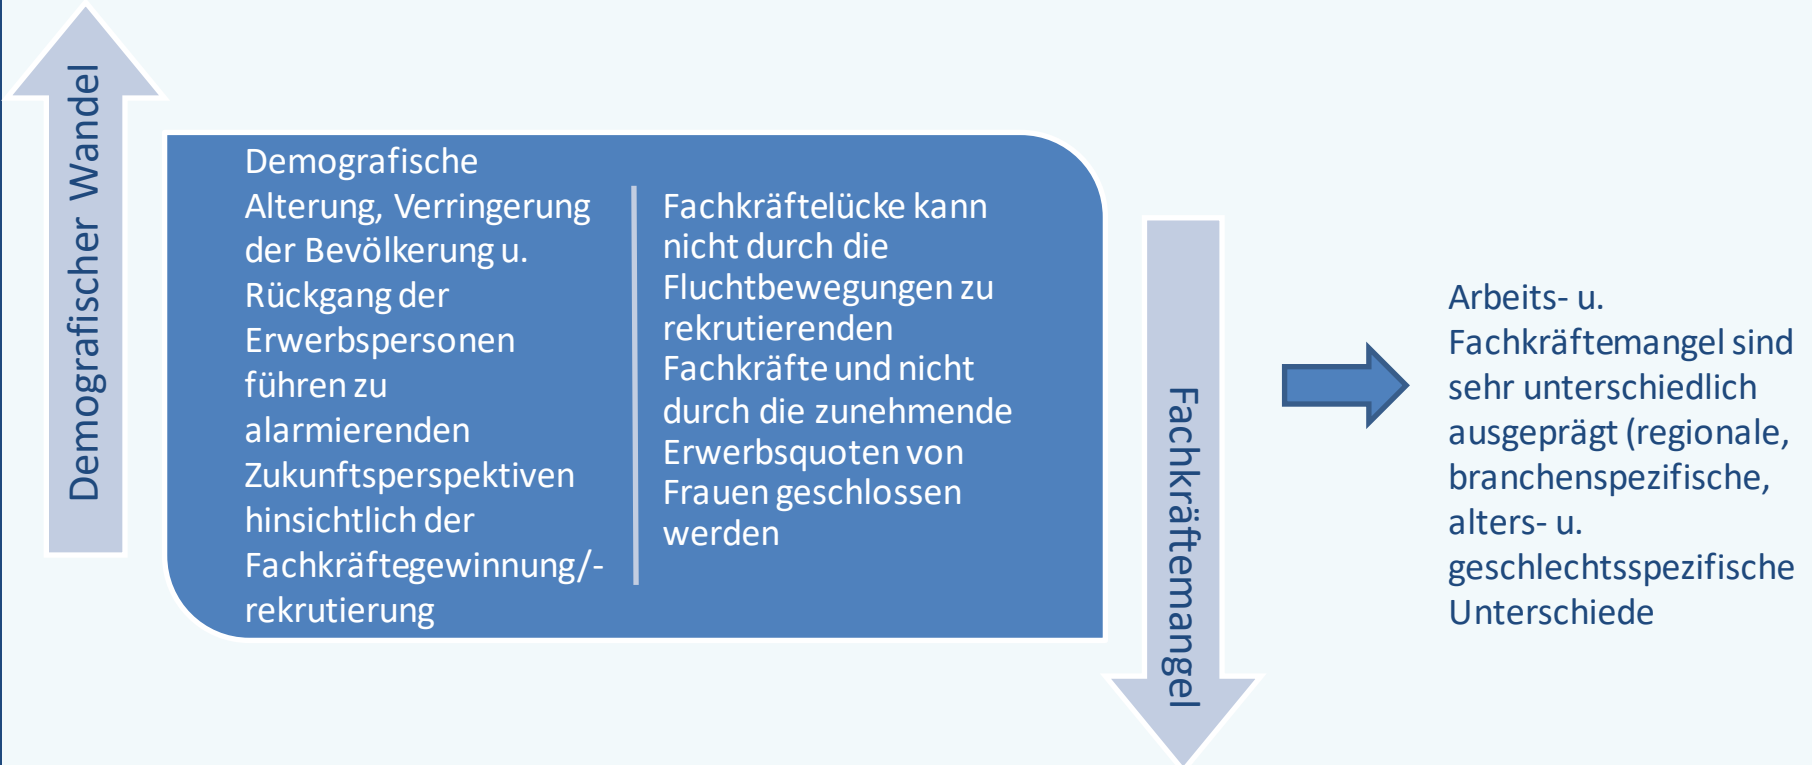 Demografischer Wandel
Demografische
Alterung, Verringerung
der Bevölkerung u.
Rückgang der
Erwerbspersonen
führen zu
alarmierenden
Zukunftsperspektiven
hinsichtlich der
Fachkräftegewinnung/-
rekrutierung
Fachkräftelücke kann
nicht durch die
Fluchtbewegungen zu
rekrutierenden
Fachkräfte und nicht
durch die zunehmende
Erwerbsquoten von
Frauen geschlossen
werden
Fachkräftemangel
Arbeits- u.
Fachkräftemangel sind
sehr unterschiedlich
ausgeprägt (regionale,
branchenspezifische,
alters- u.
geschlechtsspezifische
Unterschiede